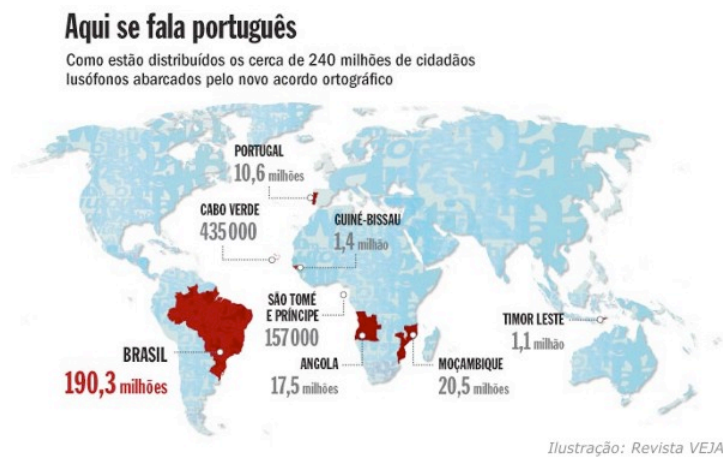 Aqui se fala português
Como estão distribuídos os cerca de 240 milhões de cidadãos
lusófonos abarcados pelo novo acordo ortográfico
PORTUGAL
10,6 milhões
CABO VERDE
435 000
GUINÉ-BISSAU
1,4 milhão
SÃO TOMÉ
E PRÍNCIPE
157 000
BRASIL
190,3 milhões
ANGOLA
17,5 milhões
MOÇAMBIQUE
20,5 milhões
TIMOR LESTE
1,1 milhão
Ilustração: Revista VEJA